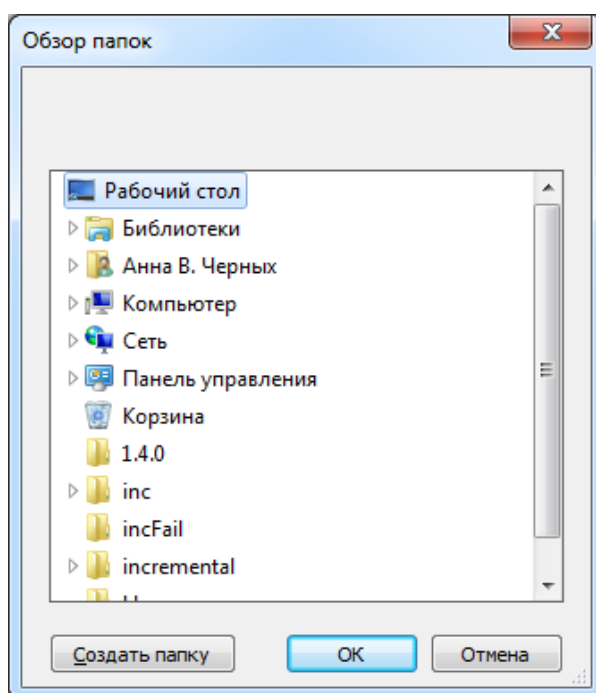 Обзор папок
Рабочий стол
Библиотеки
Анна В. Черных
Компьютер
Сеть
Панель управления
Корзина
1.4.0
inc
incFail
incremental
Создать папку
ОК
Отмена